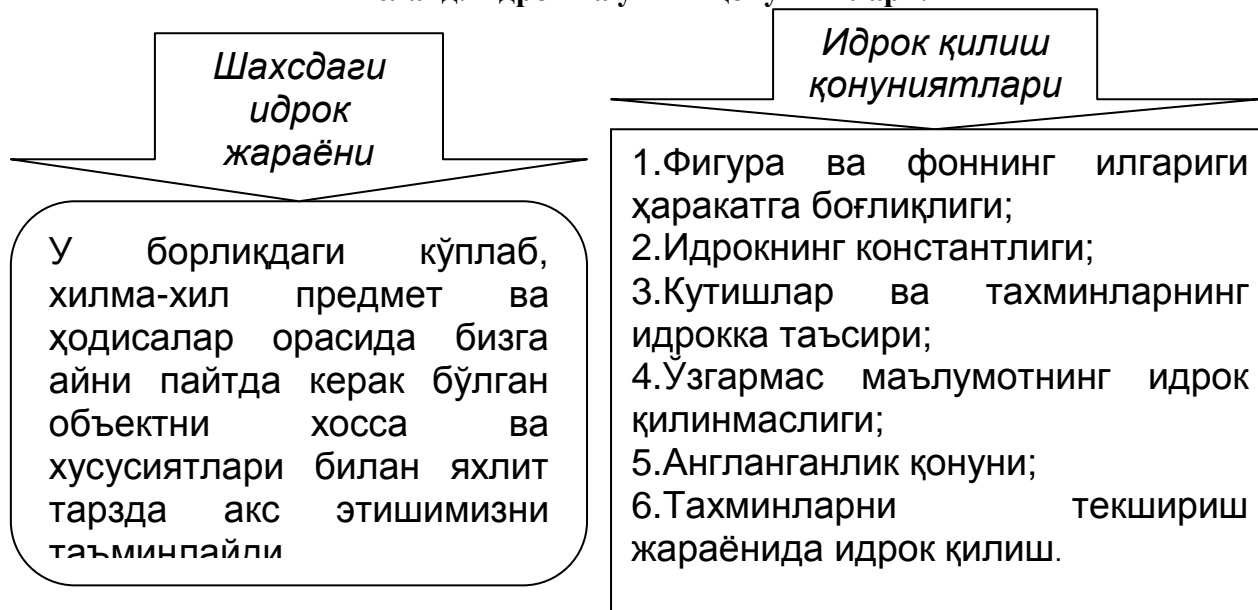 Шахсдаги
идрок
жараёни
У борлиқдаги кўплаб,
хилма-хил предмет ва
ҳодисалар орасида бизга
айни пайтда керак бўлган
объектни хосса ва
хусусиятлари билан яхлит
тарзда акс этишимизни
таъминлайди
Идрок қилиш
қонуниятлари
1.Фигура ва фоннинг илгариги
ҳаракатга боғлиқлиги;
2.Идрокнинг константлиги;
3.Кутишлар ва тахминларнинг
идрокка таъсири;
4.Ўзгармас маълумотнинг идрок
қилинмаслиги;
5.Англанганлик қонуни;
6.Тахминларни текшириш
жараёнида идрок қилиш.